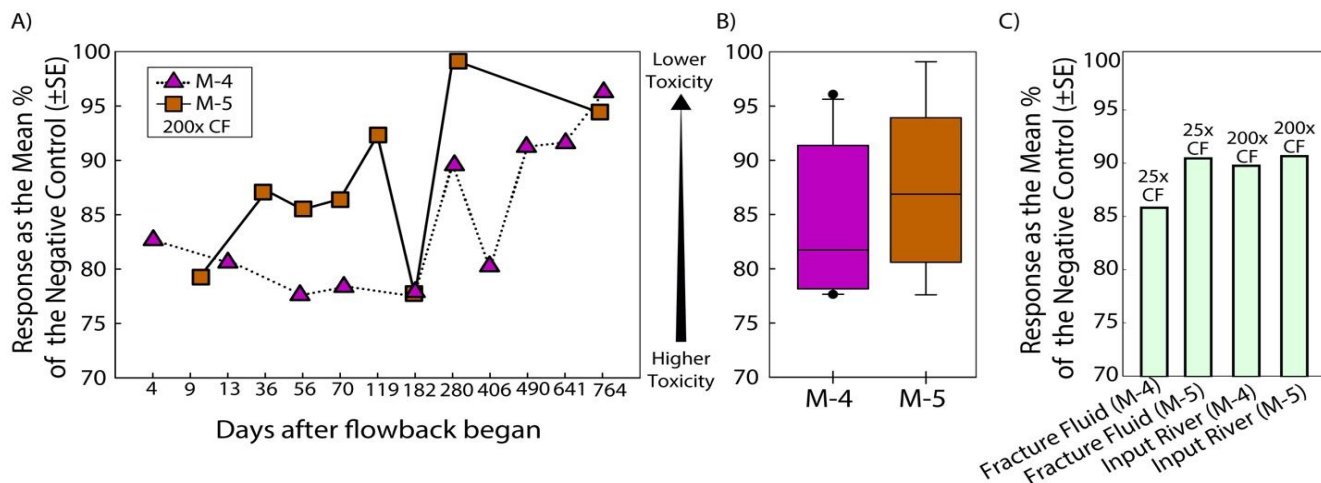 A)
Response as the Mean %
of the Negative Control (±SE)
100
95
90
85
80
75
70
M-4
M-5
200x CF
4 9 13 36 56 70 119 182 280 406 490 641 764
Days after flowback began
Lower
Toxicity
Higher
Toxicity
B)
100
95
90
85
80
75
70
M-4 M-5
C)
Response as the Mean %
of the Negative Control (±SE)
100
95
90
85
80
75
70
25x
CF
25x
CF
200x
CF
200x
CF
Fracture Fluid (M-4)
Fracture Fluid (M-5)
Input River (M-4)
Input River (M-5)